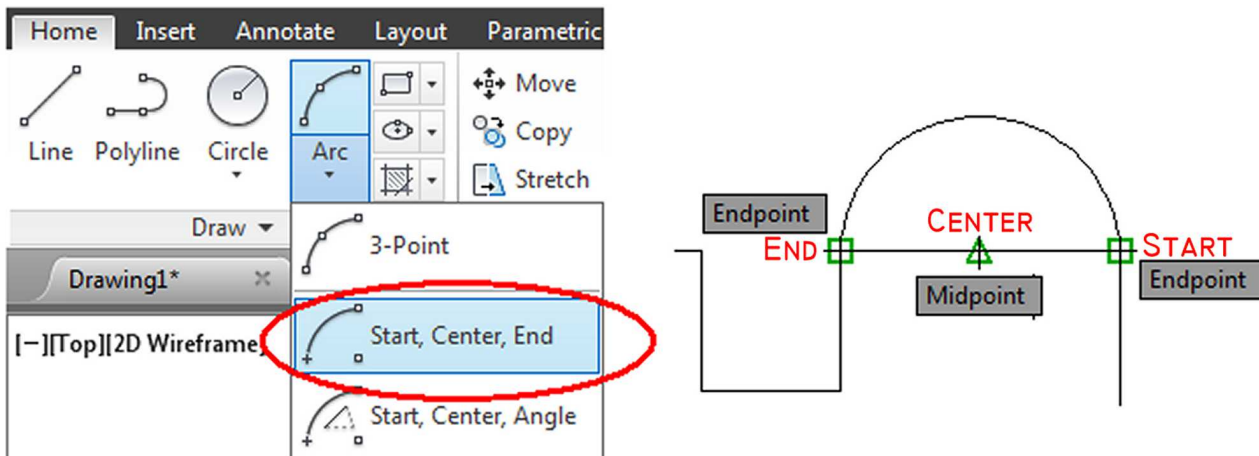 Home Insert Annotate Layout Parametric
Line Polyline Circle Arc
Move
Copy
Stretch
Draw
3-Point
Drawing1*
Start, Center, End
[−][Top][2D Wireframe]
Start, Center, Angle
Endpoint
CENTER
END
START
Endpoint
Midpoint